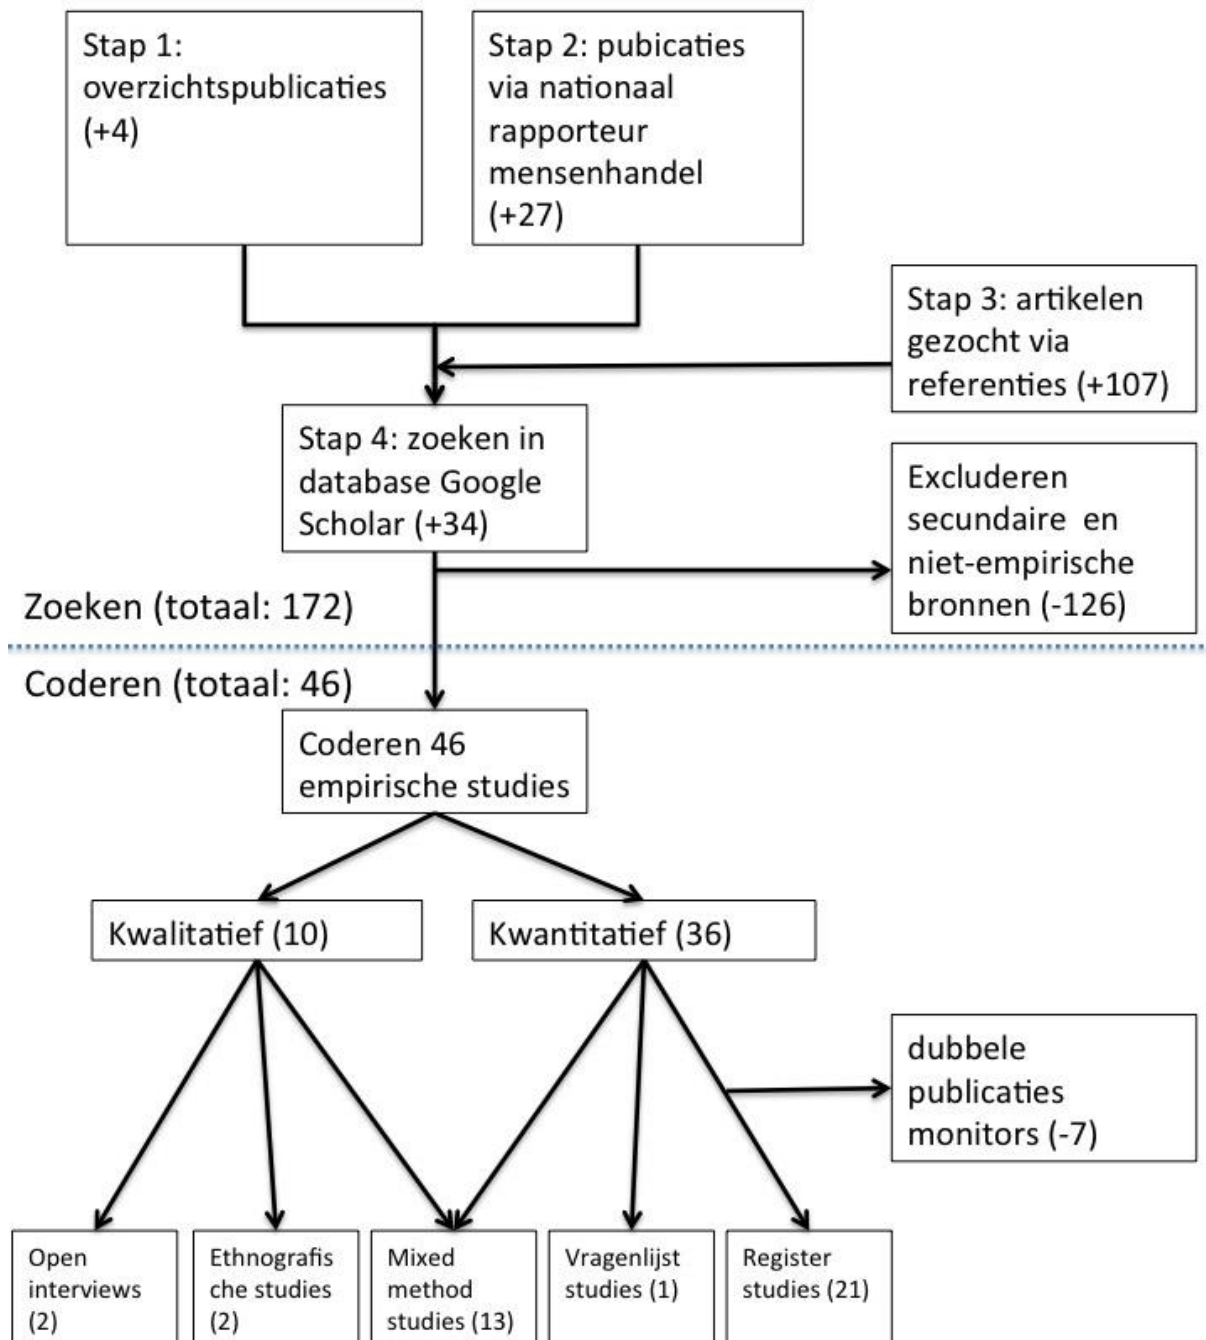 Stap 1:
overzichtspublicaties
(+4)
Stap 2: pubicaties
via nationaal
rapporteur
mensenhandel
(+27)
Stap 3: artikelen
gezocht via
referenties (+107)
Stap 4: zoeken in
database Google
Scholar (+34)
Excluderen
secundaire en
niet-empirische
bronnen (-126)
Zoeken (totaal: 172)
Coderen (totaal: 46)
Coderen 46
empirische studies
Kwalitatief (10)
Kwantitatief (36)
dubbele
publicaties
monitors (-7)
Open
interviews
(2)
Ethnografis
che studies
(2)
Mixed
method
studies (13)
Vragenlijst
studies (1)
Register
studies (21)